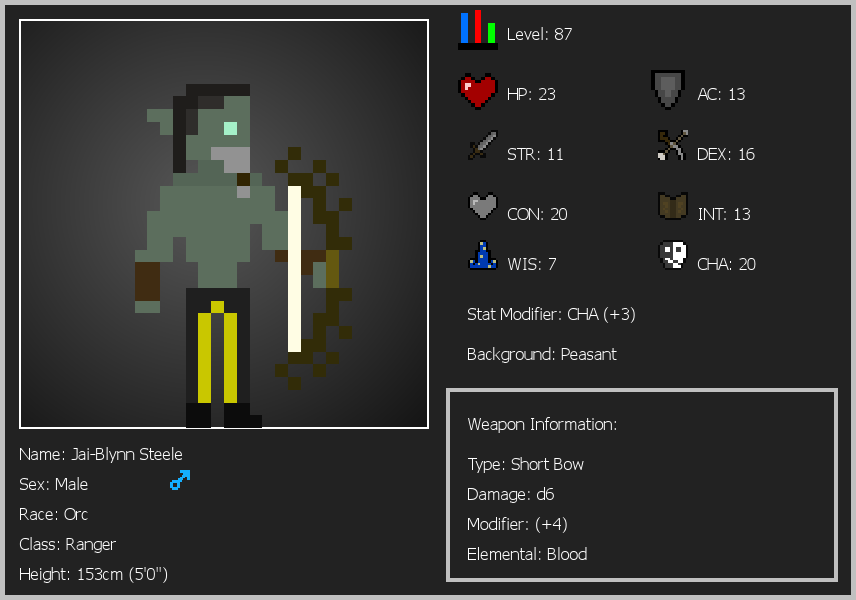 Level: 87
HP: 23
AC: 13
STR: 11
DEX: 16
CON: 20
INT: 13
WIS: 7
CHA: 20
Stat Modifier: CHA (+3)
Background: Peasant
Weapon Information:
Type: Short Bow
Damage: d6
Modifier: (+4)
Elemental: Blood
Name: Jai-Blynn Steele
Sex: Male
Race: Orc
Class: Ranger
Height: 153cm (5'0")